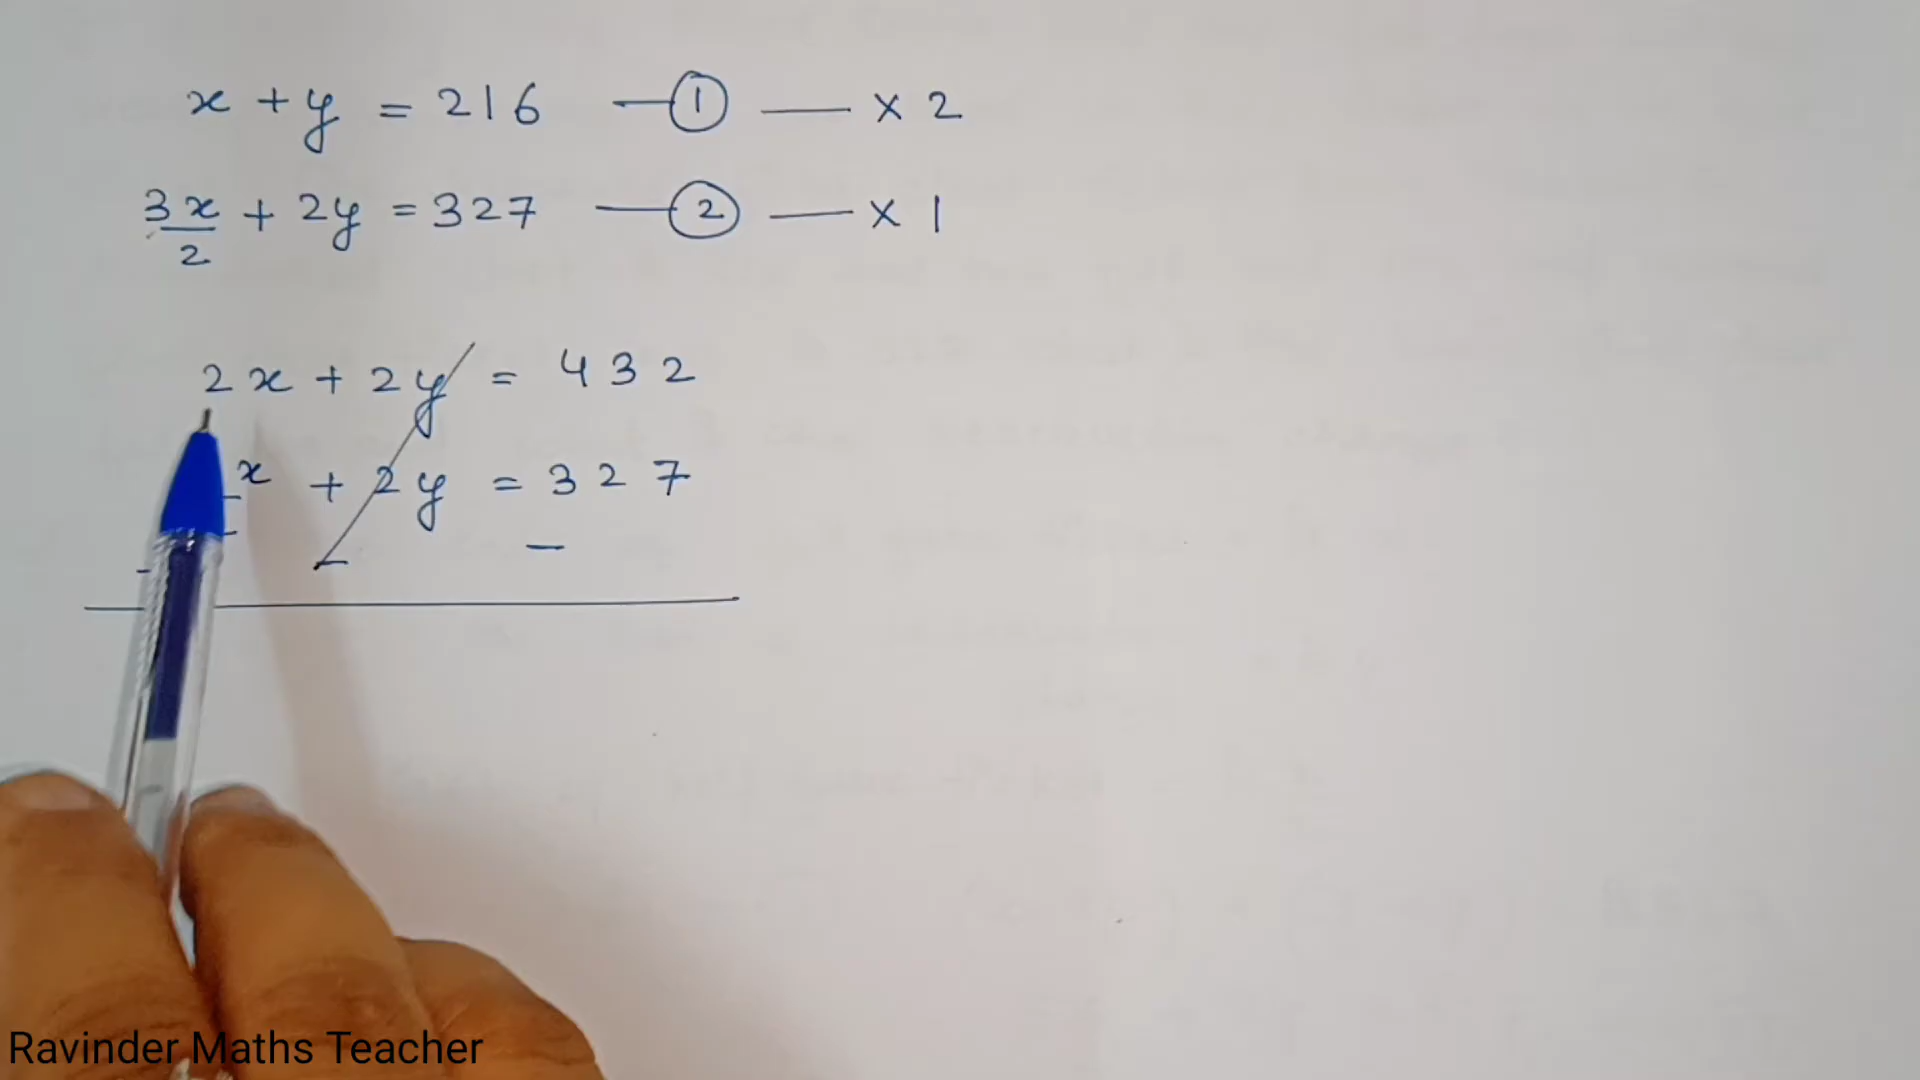 x + y = 216 — ① — × 2
3x/2 + 2y = 327 — ② — × 1
2x + 2y = 432
x + 2y = 327
– –
Ravinder Maths Teacher